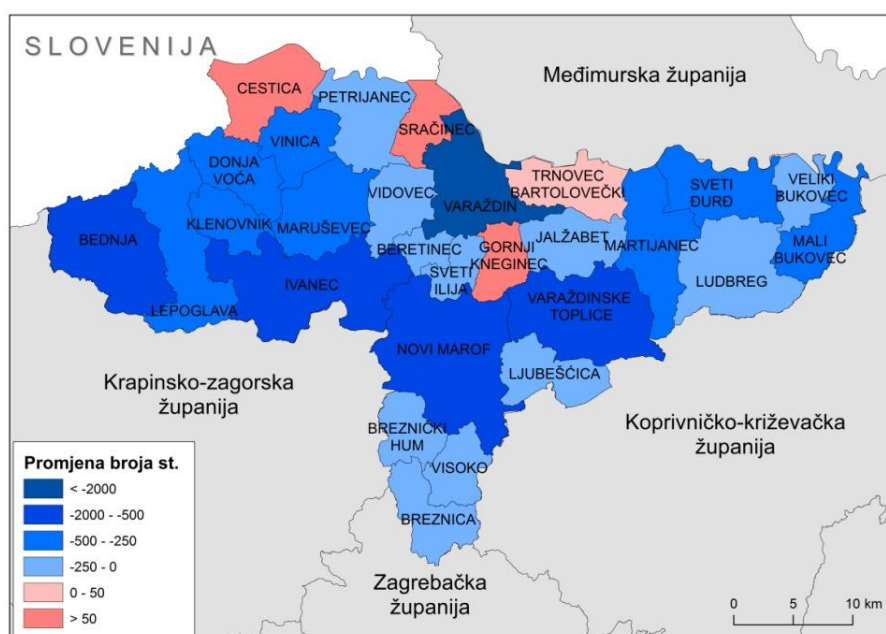 SLOVENIJA
Međimurska županija
CESTICA
PETRIJANEC
SRAČINEC
VINICA
DONJA
VOĆA
TRNOVEC
BARTOLOVEČKI
SVETI
ĐURĐ
VELIKI
BUKOVEC
VIDOVEC
VARAŽDIN
KLENOVNIK
MARUŠEVEC
BEDNJA
BERETINEC
GORNJI
KNEGINEC
JALŽABET
MARTIJANEC
MALI
BUKOVEC
SVETI
ILIJA
LUDBREG
IVANEC
LEPOGLAVA
VARAŽDINSKE
TOPLICE
NOVI MAROF
LJUBEŠĆICA
Krapinsko-zagorska
županija
Koprivničko-križevačka
županija
BREZNIČKI
HUM
VISOKO
BREZNICA
Zagrebačka
županija
Promjena broja st.
< -2000
-2000 - -500
-500 - -250
-250 - 0
0 - 50
> 50
0 5 10 km